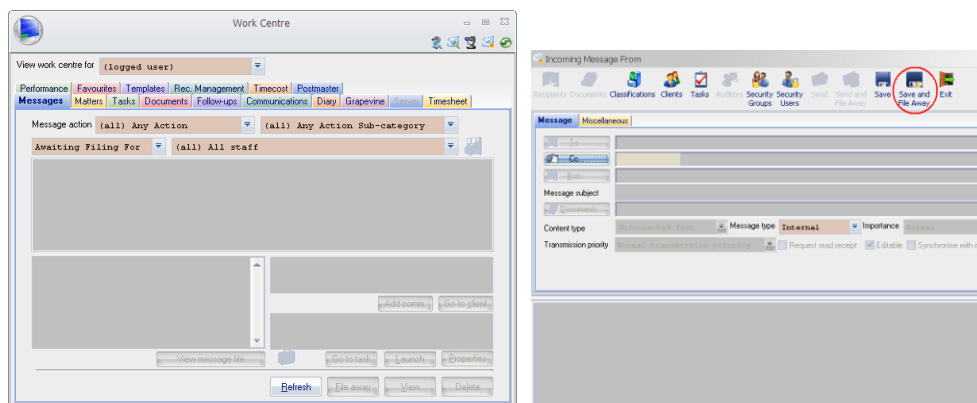 Work Centre
View work centre for (logged user)
Performance Favourites Templates Rec. Management Timecost Postmaster
Messages Matters Tasks Documents Follow-ups Communications Diary Grapevine Server Timesheet
Message action (all) Any Action (all) Any Action Sub-category
Awaiting Filing For (all) All staff
Add comm. Go to client
View message file Go to task Launch Properties
Refresh File away View Delete
Incoming Message From
Recipients Documents Classifications Clients Tasks Auditors Security Groups Security Users Send Send and File Away Save Save and File Away Exit
Message Miscellaneous
To...
Cc...
Bcc...
Message subject
Documents
Content type Unformatted Text Message type Internal Importance Normal
Transmission priority Normal transmission priority Request read receipt Editable Synchronise with